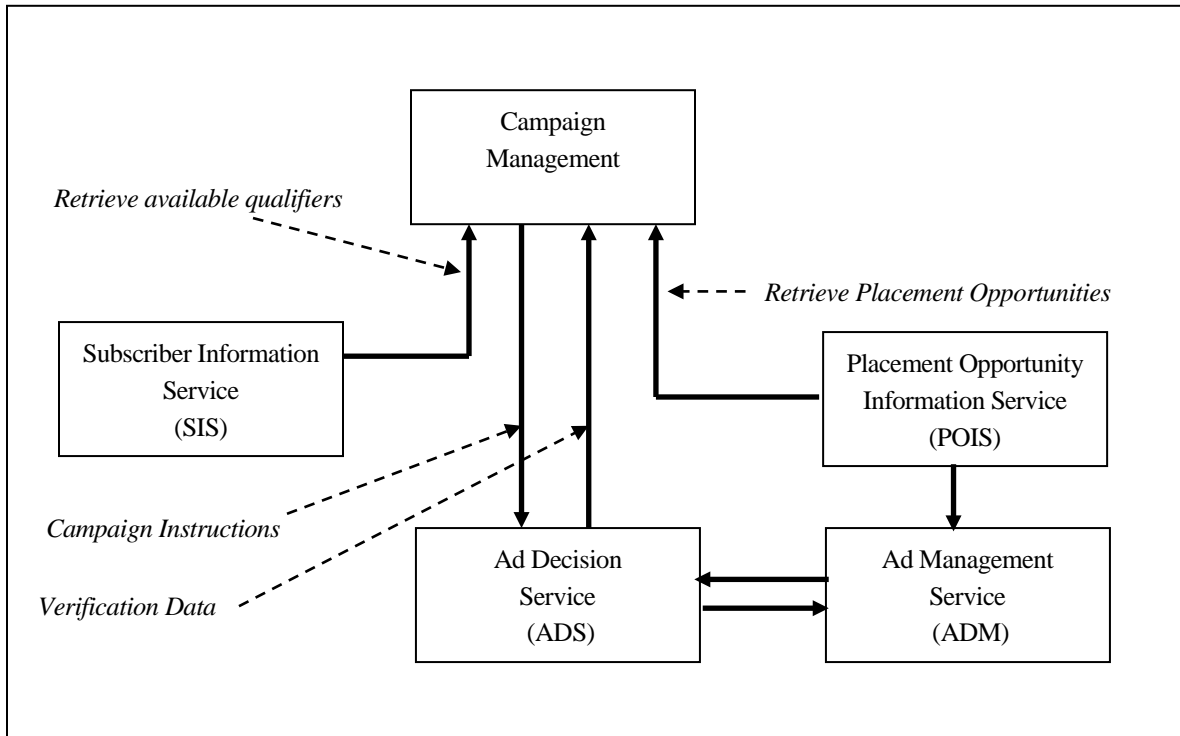 Campaign
Management
Retrieve available qualifiers
Retrieve Placement Opportunities
Subscriber Information
Service
(SIS)
Placement Opportunity
Information Service
(POIS)
Campaign Instructions
Verification Data
Ad Decision
Service
(ADS)
Ad Management
Service
(ADM)